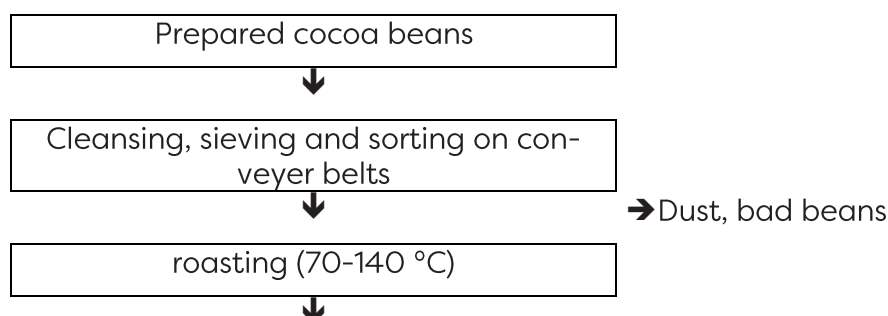 Prepared cocoa beans
Cleansing, sieving and sorting on con-
veyer belts
Dust, bad beans
roasting (70-140 °C)